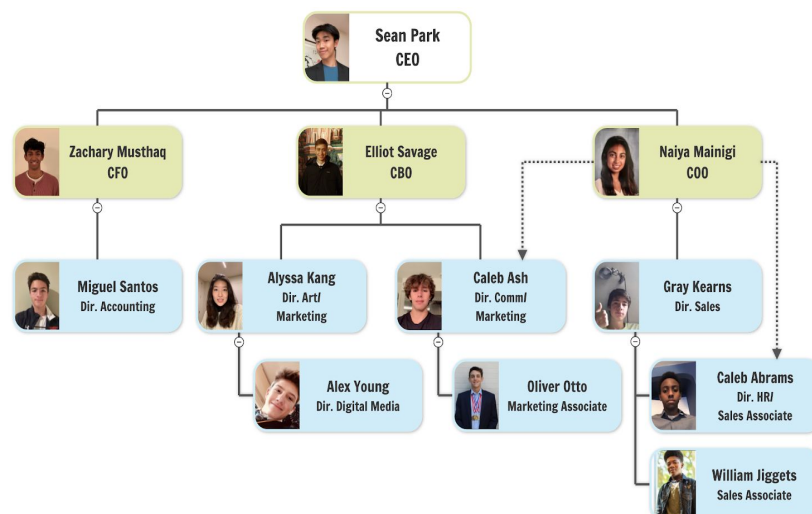 Sean Park
CEO
Zachary Musthaq
CFO
Elliot Savage
CBO
Naiya Mainigi
COO
Miguel Santos
Dir. Accounting
Alyssa Kang
Dir. Art/
Marketing
Caleb Ash
Dir. Comm/
Marketing
Gray Kearns
Dir. Sales
Alex Young
Dir. Digital Media
Oliver Otto
Marketing Associate
Caleb Abrams
Dir. HR/
Sales Associate
William Jiggets
Sales Associate